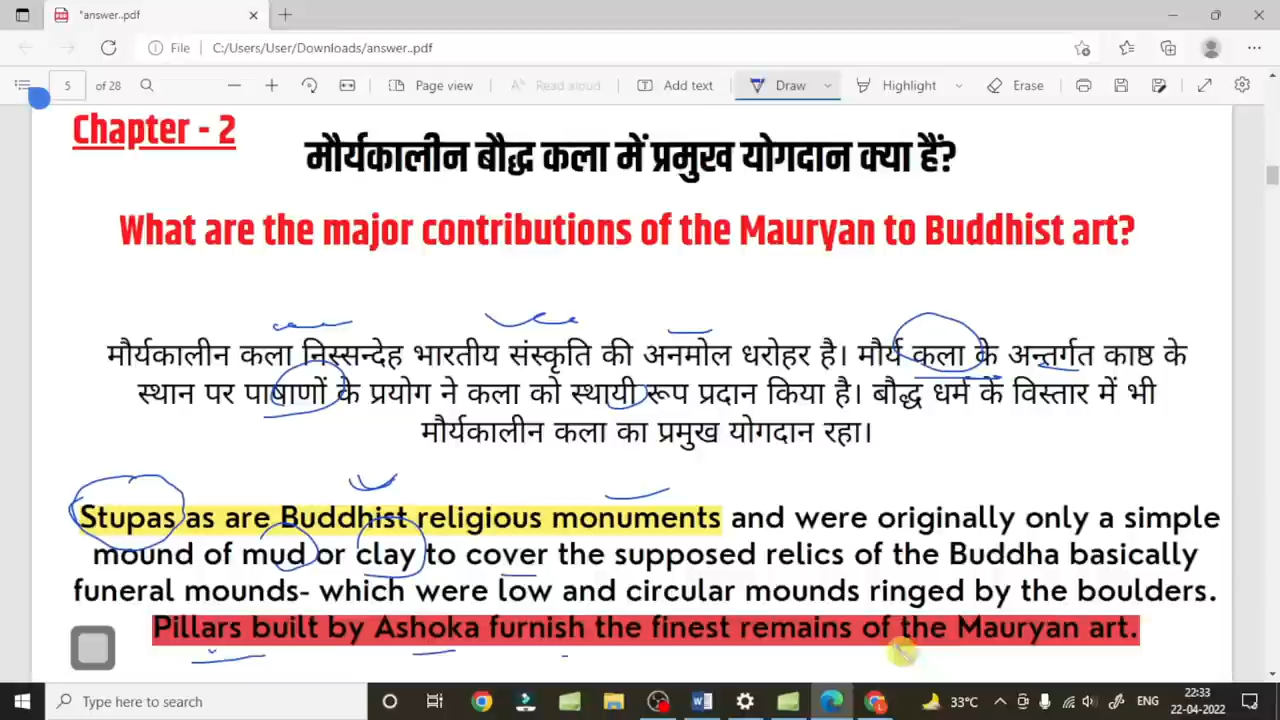 *answer..pdf
File C:/Users/User/Downloads/answer..pdf
5 of 28 Page view Read aloud Add text Draw Highlight Erase
Chapter - 2
मौर्यकालीन बौद्ध कला में प्रमुख योगदान क्या हैं?
What are the major contributions of the Mauryan to Buddhist art?
मौर्यकालीन कला निस्सन्देह भारतीय संस्कृति की अनमोल धरोहर है। मौर्य कला के अन्तर्गत काष्ठ के
स्थान पर पाषाणों के प्रयोग ने कला को स्थायी रूप प्रदान किया है। बौद्ध धर्म के विस्तार में भी
मौर्यकालीन कला का प्रमुख योगदान रहा।
Stupas as are Buddhist religious monuments and were originally only a simple
mound of mud or clay to cover the supposed relics of the Buddha basically
funeral mounds- which were low and circular mounds ringed by the boulders.
Pillars built by Ashoka furnish the finest remains of the Mauryan art.
Type here to search 33°C ENG 22:33
22-04-2022